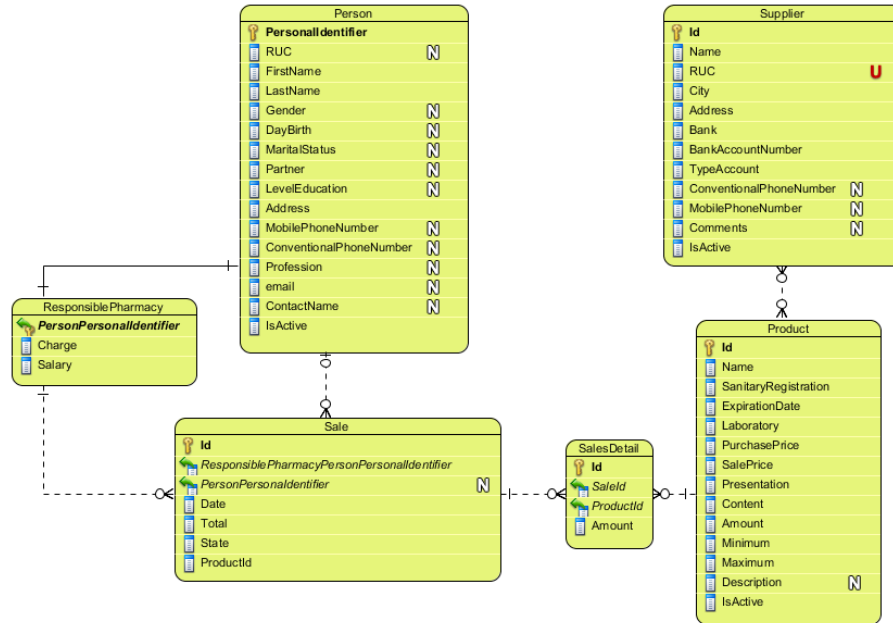 Person
PersonalIdentifier
RUC N
FirstName
LastName
Gender N
DayBirth N
MaritalStatus N
Partner N
LevelEducation N
Address
MobilePhoneNumber N
ConventionalPhoneNumber N
Profession N
email N
ContactName N
IsActive
Supplier
Id
Name
RUC U
City
Address
Bank
BankAccountNumber
TypeAccount
ConventionalPhoneNumber N
MobilePhoneNumber N
Comments N
IsActive
ResponsiblePharmacy
PersonPersonalIdentifier
Charge
Salary
Sale
Id
ResponsiblePharmacyPersonPersonalIdentifier
PersonPersonaldentifier N
Date
Total
State
ProductId
SalesDetail
Id
SaleId
ProductId
Amount
Product
Id
Name
SanitaryRegistration
ExpirationDate
Laboratory
PurchasePrice
SalePrice
Presentation
Content
Amount
Minimum
Maximum
Description N
IsActive